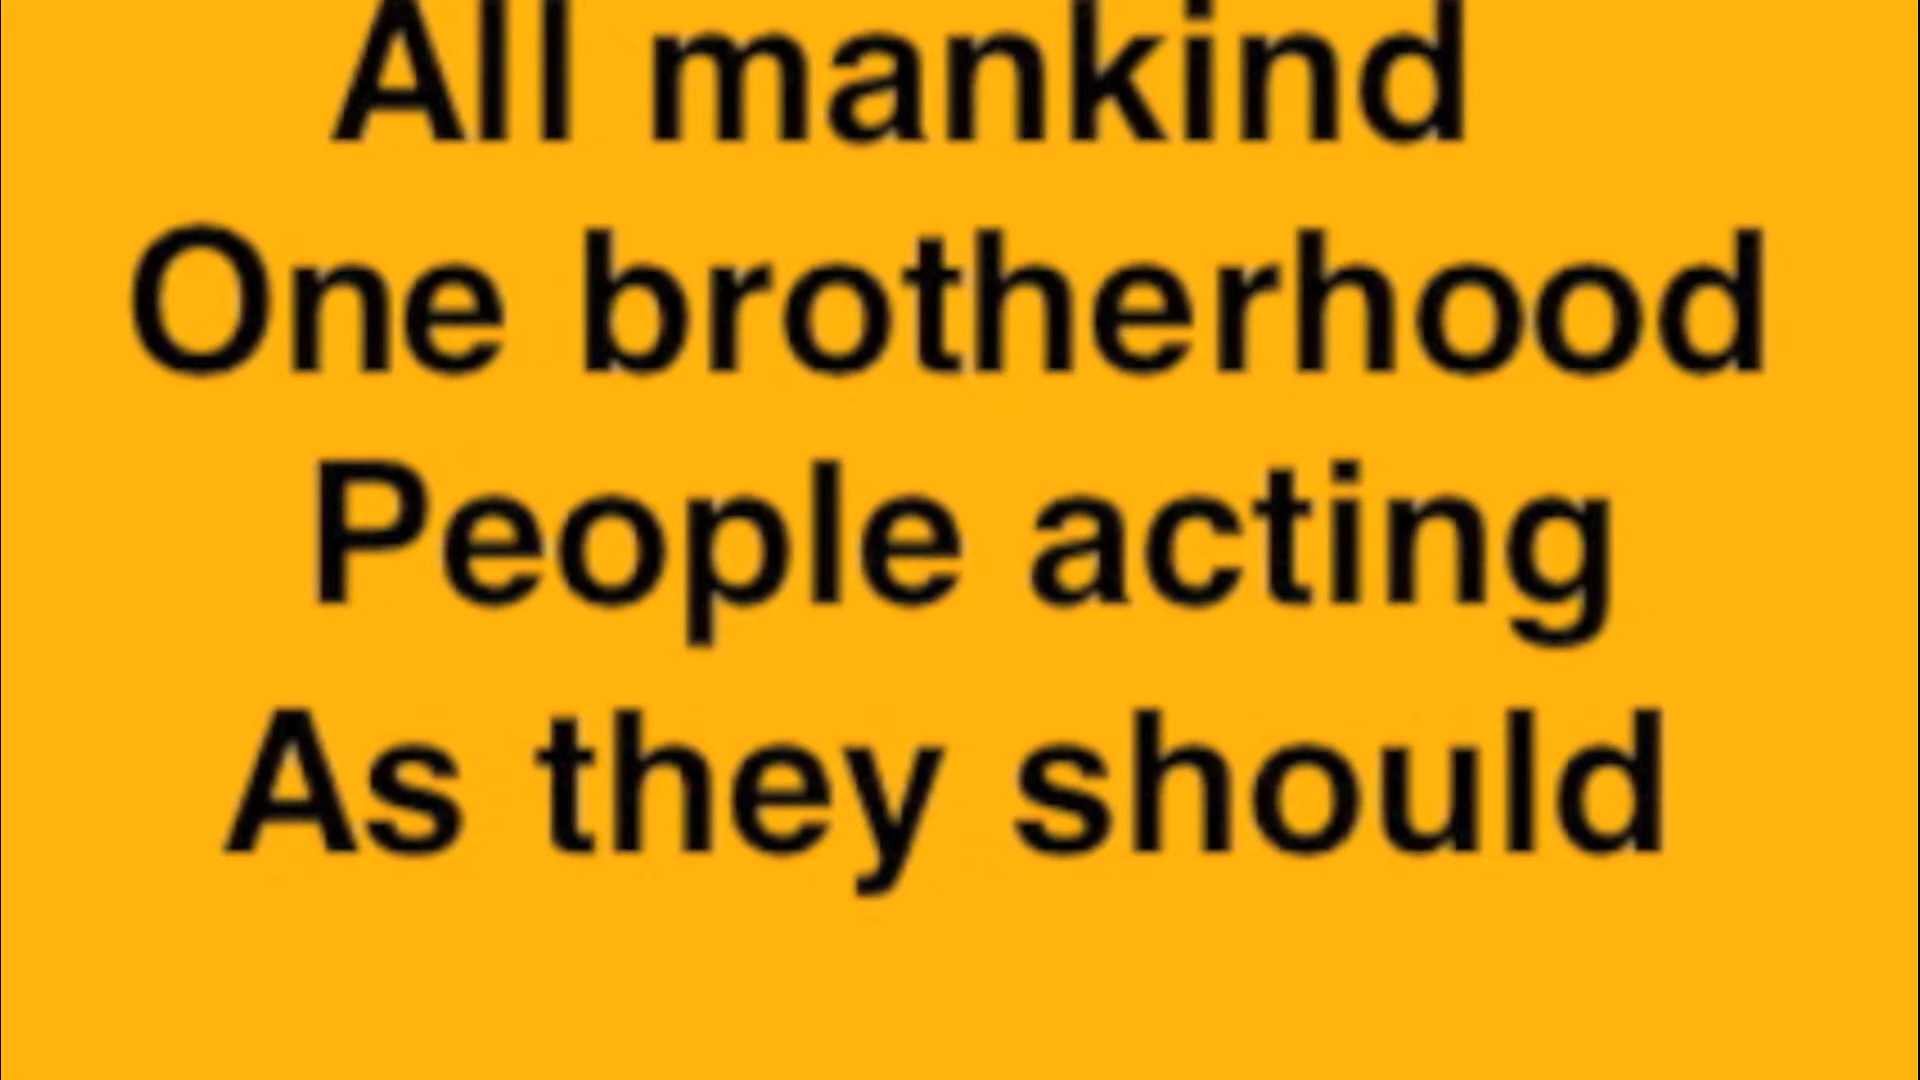 All mankind
One brotherhood
People acting
As they should